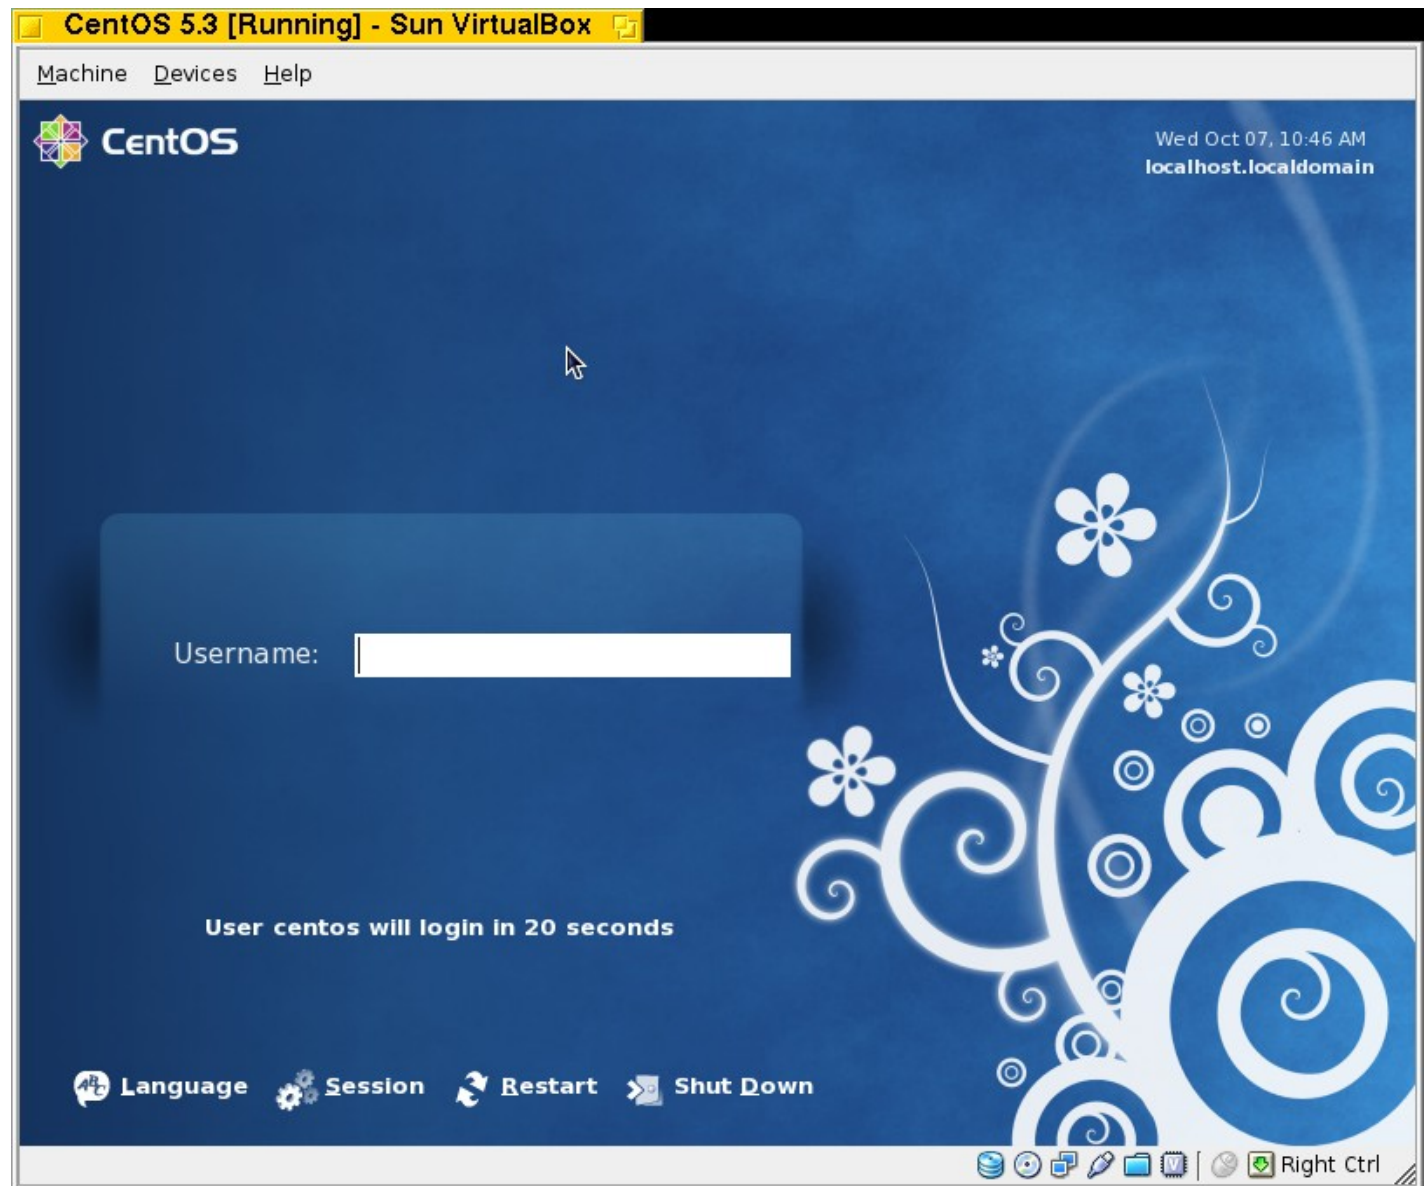 CentOS 5.3 [Running] - Sun VirtualBox
Machine Devices Help
CentOS
Wed Oct 07, 10:46 AM
localhost.localdomain
Username:
User centos will login in 20 seconds
ABC Language Session Restart Shut Down
V Right Ctrl